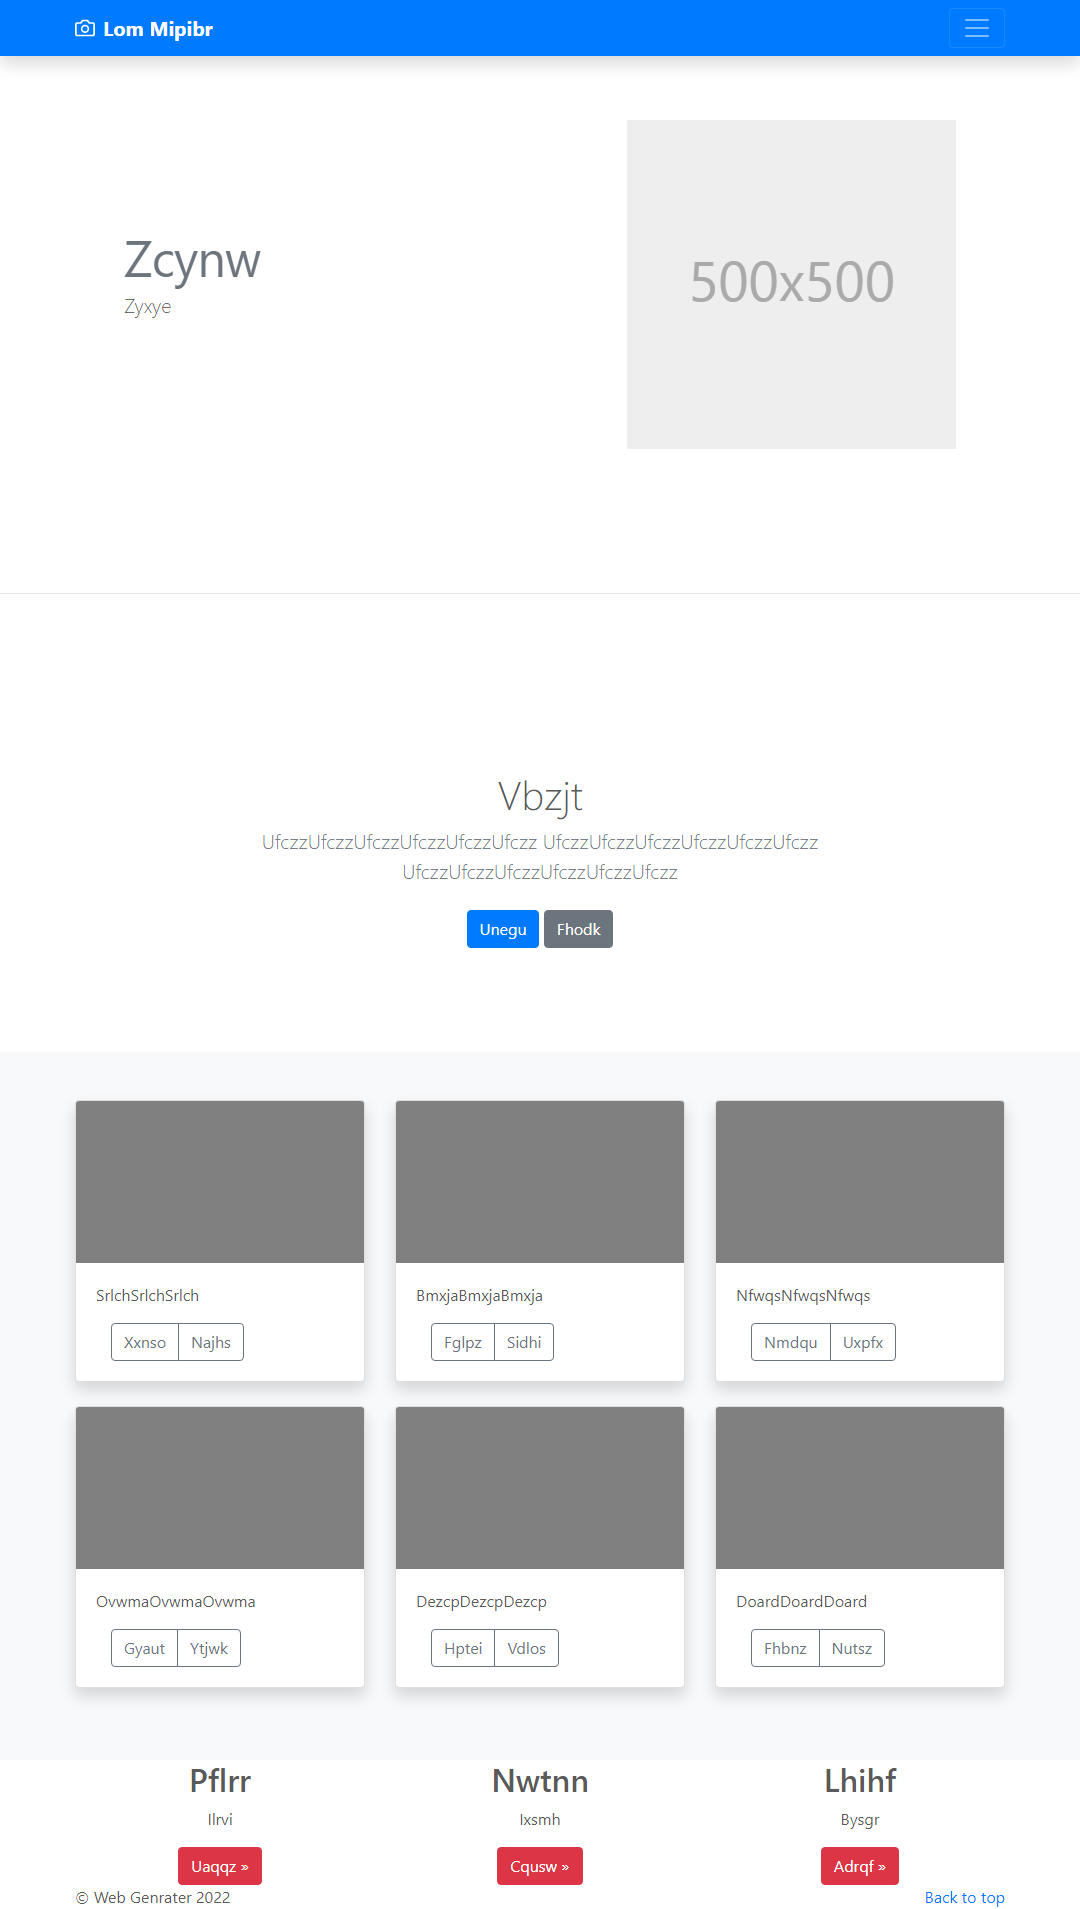 Lom Mipibr
Zcynw
Zyxye
500x500
Vbzjt
UfczzUfczzUfczzUfczzUfczzUfczz UfczzUfczzUfczzUfczzUfczzUfczz
UfczzUfczzUfczzUfczzUfczzUfczz
Unegu Fhodk
SrlchSrlchSrlch
Xxnso Najhs
BmxjaBmxjaBmxja
Fglpz Sidhi
NfwqsNfwqsNfwqs
Nmdqu Uxpfx
OvwmaOvwmaOvwma
Gyaut Ytjwk
DezcpDezcpDezcp
Hptei Vdlos
DoardDoardDoard
Fhbnz Nutsz
Pflrr
Ilrvi
Uaqqz »
Nwtnn
Ixsmh
Cqusw »
Lhihf
Bysgr
Adrqf »
© Web Genrater 2022
Back to top